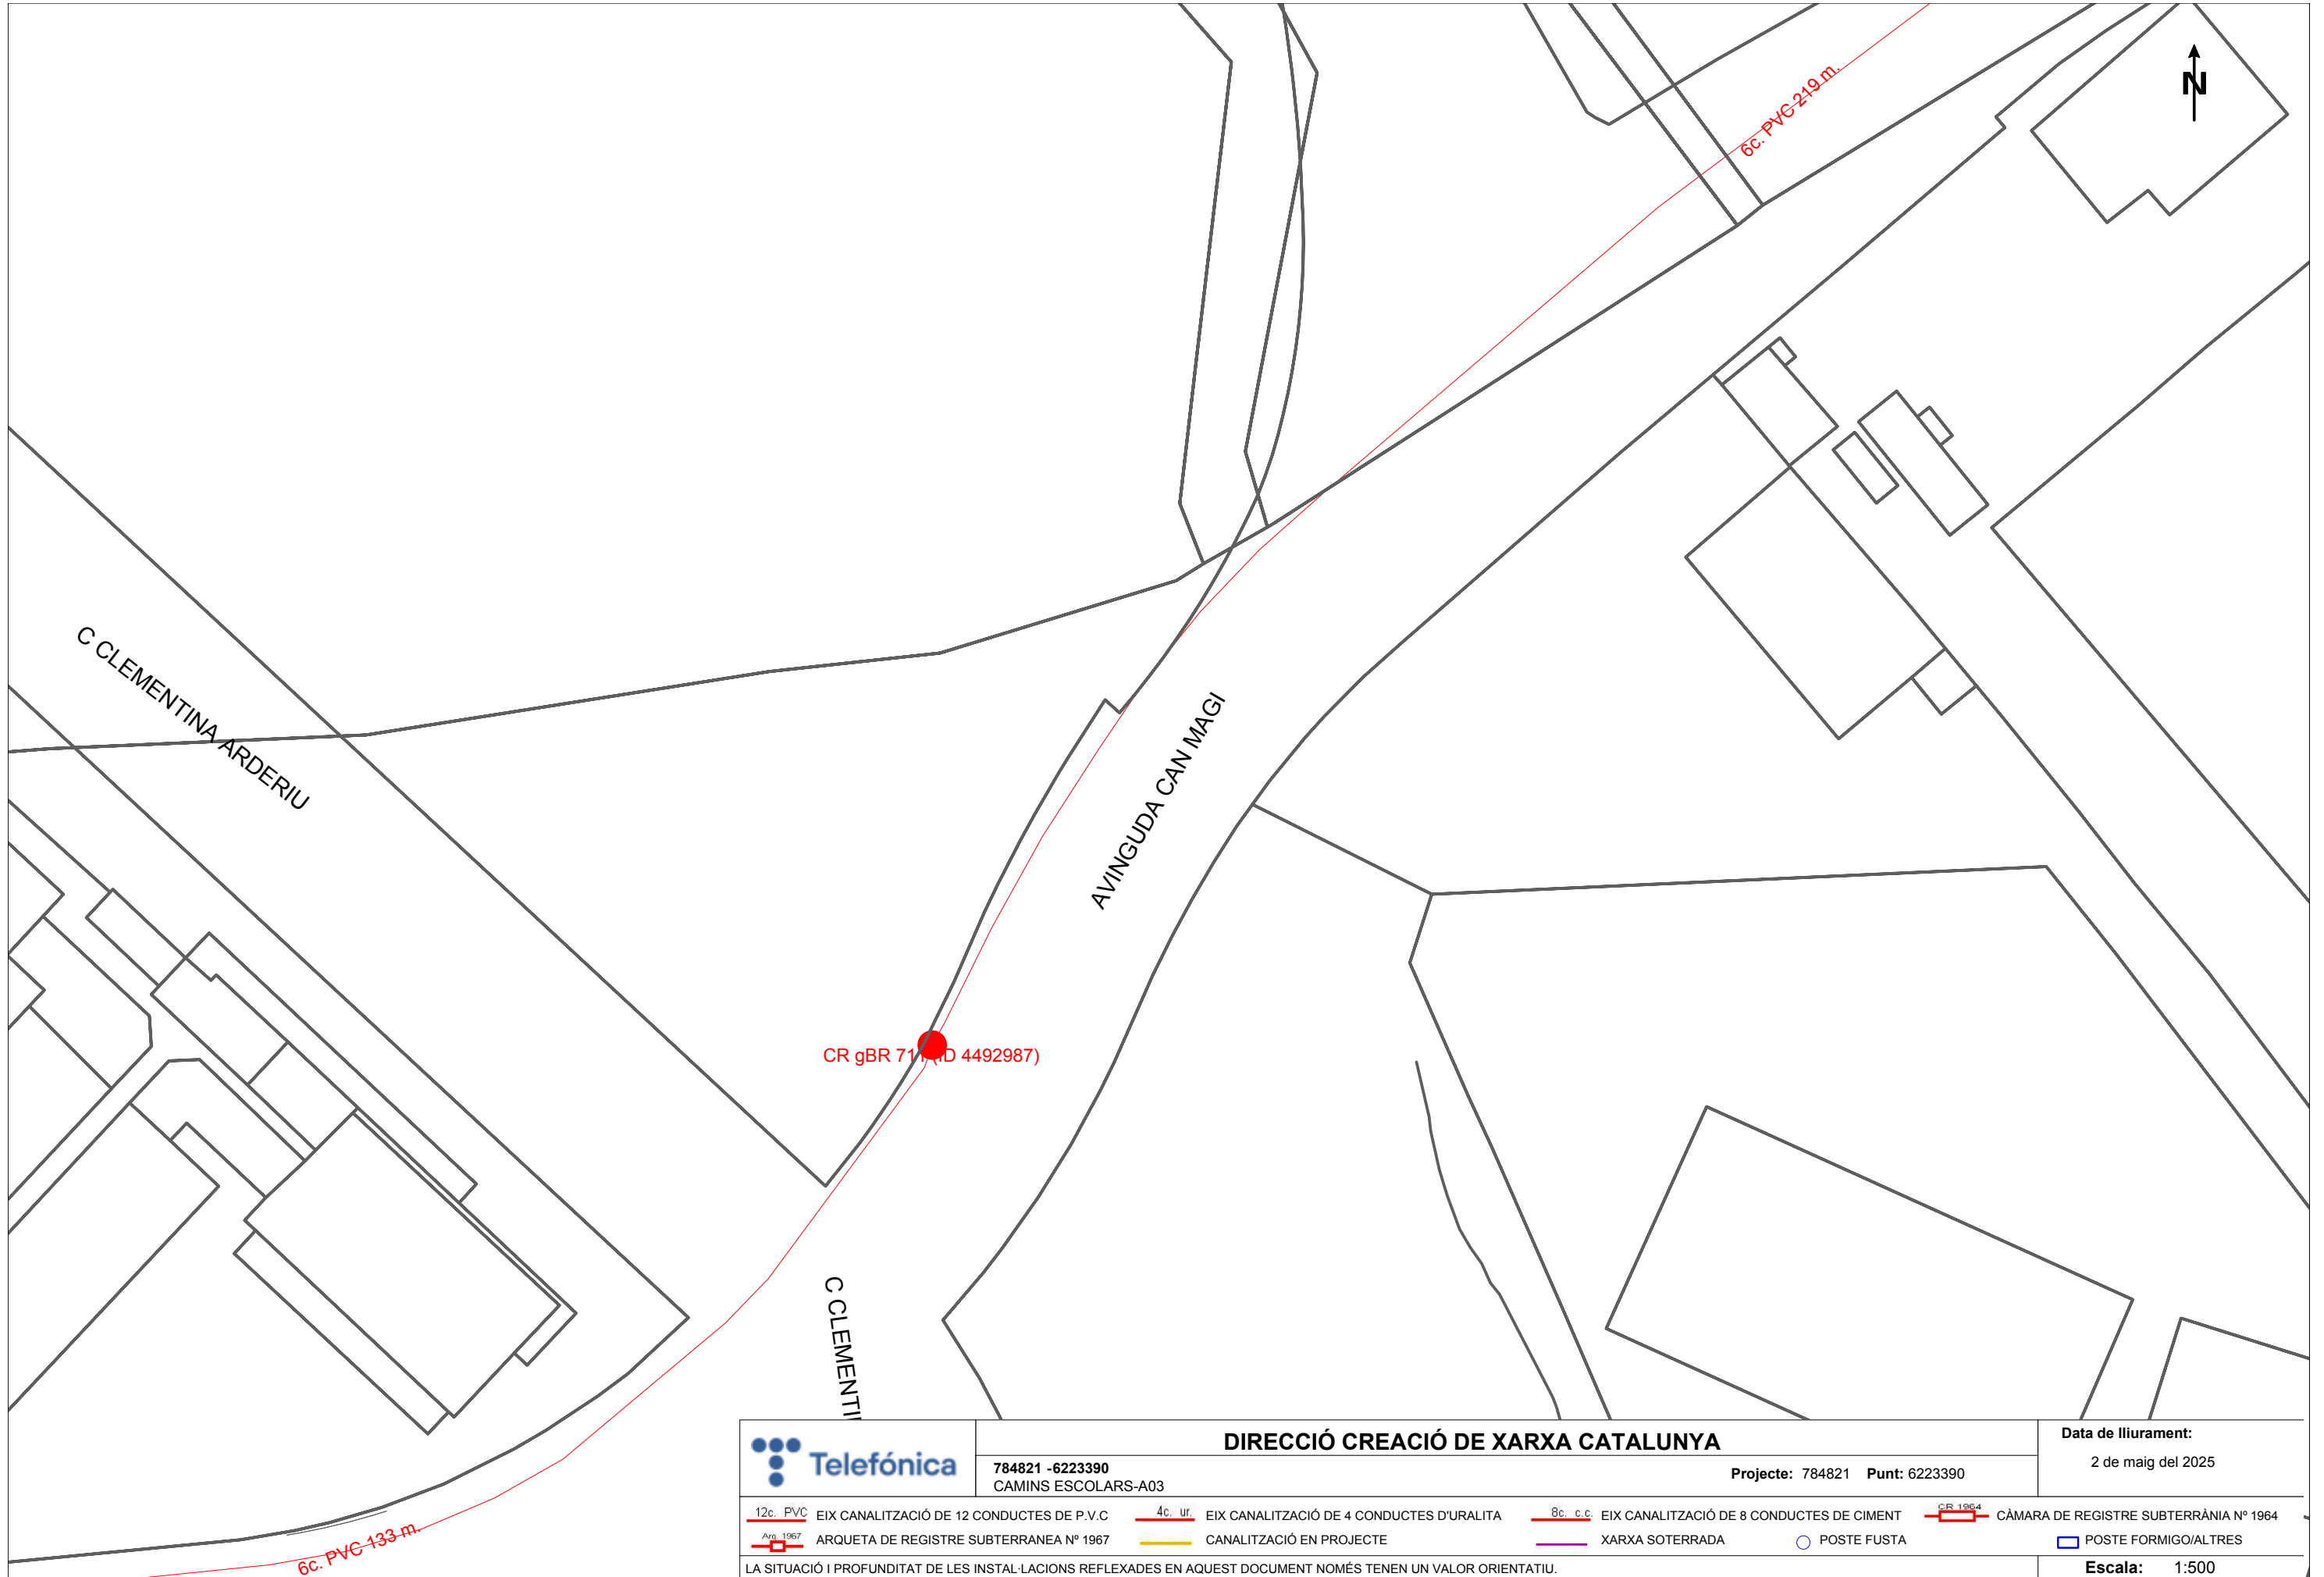 6c. PVC 219 m.
N
C CLEMENTINA ARDERIU
AVINGUDA CAN MAGI
CR gBR 711 (ID 4492987)
C CLEMENTI
6c. PVC 133 m.
Telefónica
DIRECCIÓ CREACIÓ DE XARXA CATALUNYA
784821 -6223390
CAMINS ESCOLARS-A03
Projecte: 784821 Punt: 6223390
Data de lliurament:
2 de maig del 2025
12c. PVC EIX CANALITZACIÓ DE 12 CONDUCTES DE P.V.C
4c. ur. EIX CANALITZACIÓ DE 4 CONDUCTES D'URALITA
8c. c.c. EIX CANALITZACIÓ DE 8 CONDUCTES DE CIMENT
CR 1964 CÀMARA DE REGISTRE SUBTERRÀNIA Nº 1964
Arq. 1967 ARQUETA DE REGISTRE SUBTERRANEA Nº 1967
CANALITZACIÓ EN PROJECTE
XARXA SOTERRADA
POSTE FUSTA
POSTE FORMIGO/ALTRES
LA SITUACIÓ I PROFUNDITAT DE LES INSTAL·LACIONS REFLEXADES EN AQUEST DOCUMENT NOMÉS TENEN UN VALOR ORIENTATIU.
Escala: 1:500